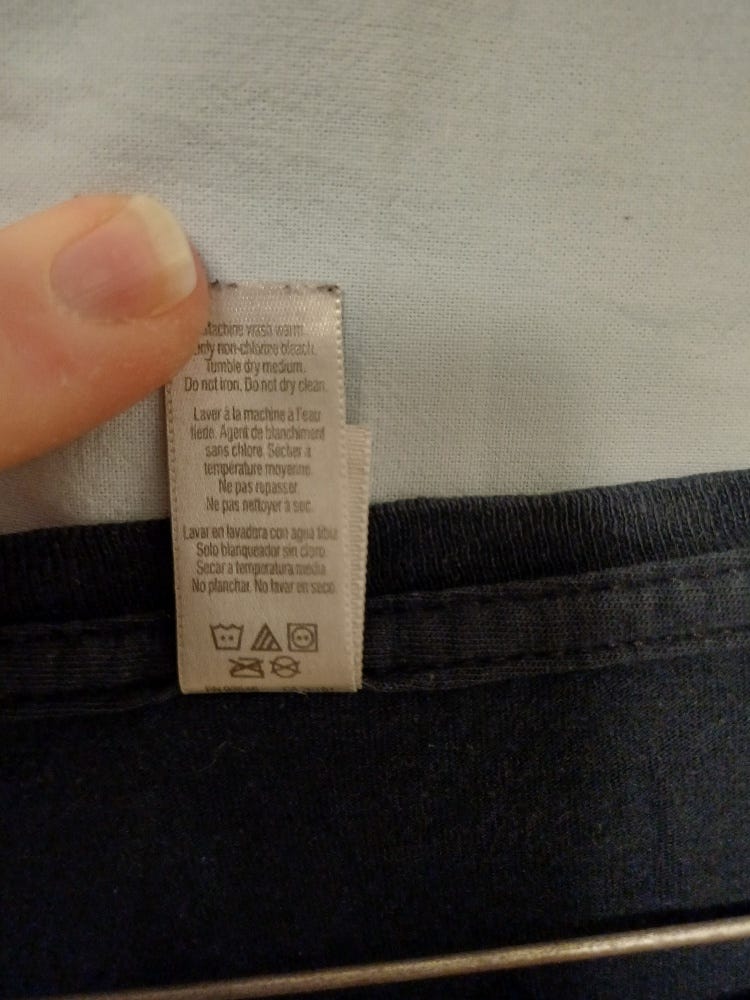 Machine wash warm.
Only non-chlorine bleach.
Tumble dry medium.
Do not iron. Do not dry clean.
Laver à la machine à l'eau
tiède. Agent de blanchiment
sans chlore. Sécher à
température moyenne.
Ne pas repasser.
Ne pas nettoyer à sec.
Lavar en lavadora con agua tibia.
Solo blanqueador sin cloro.
Secar a temperatura media.
No planchar. No lavar en seco.